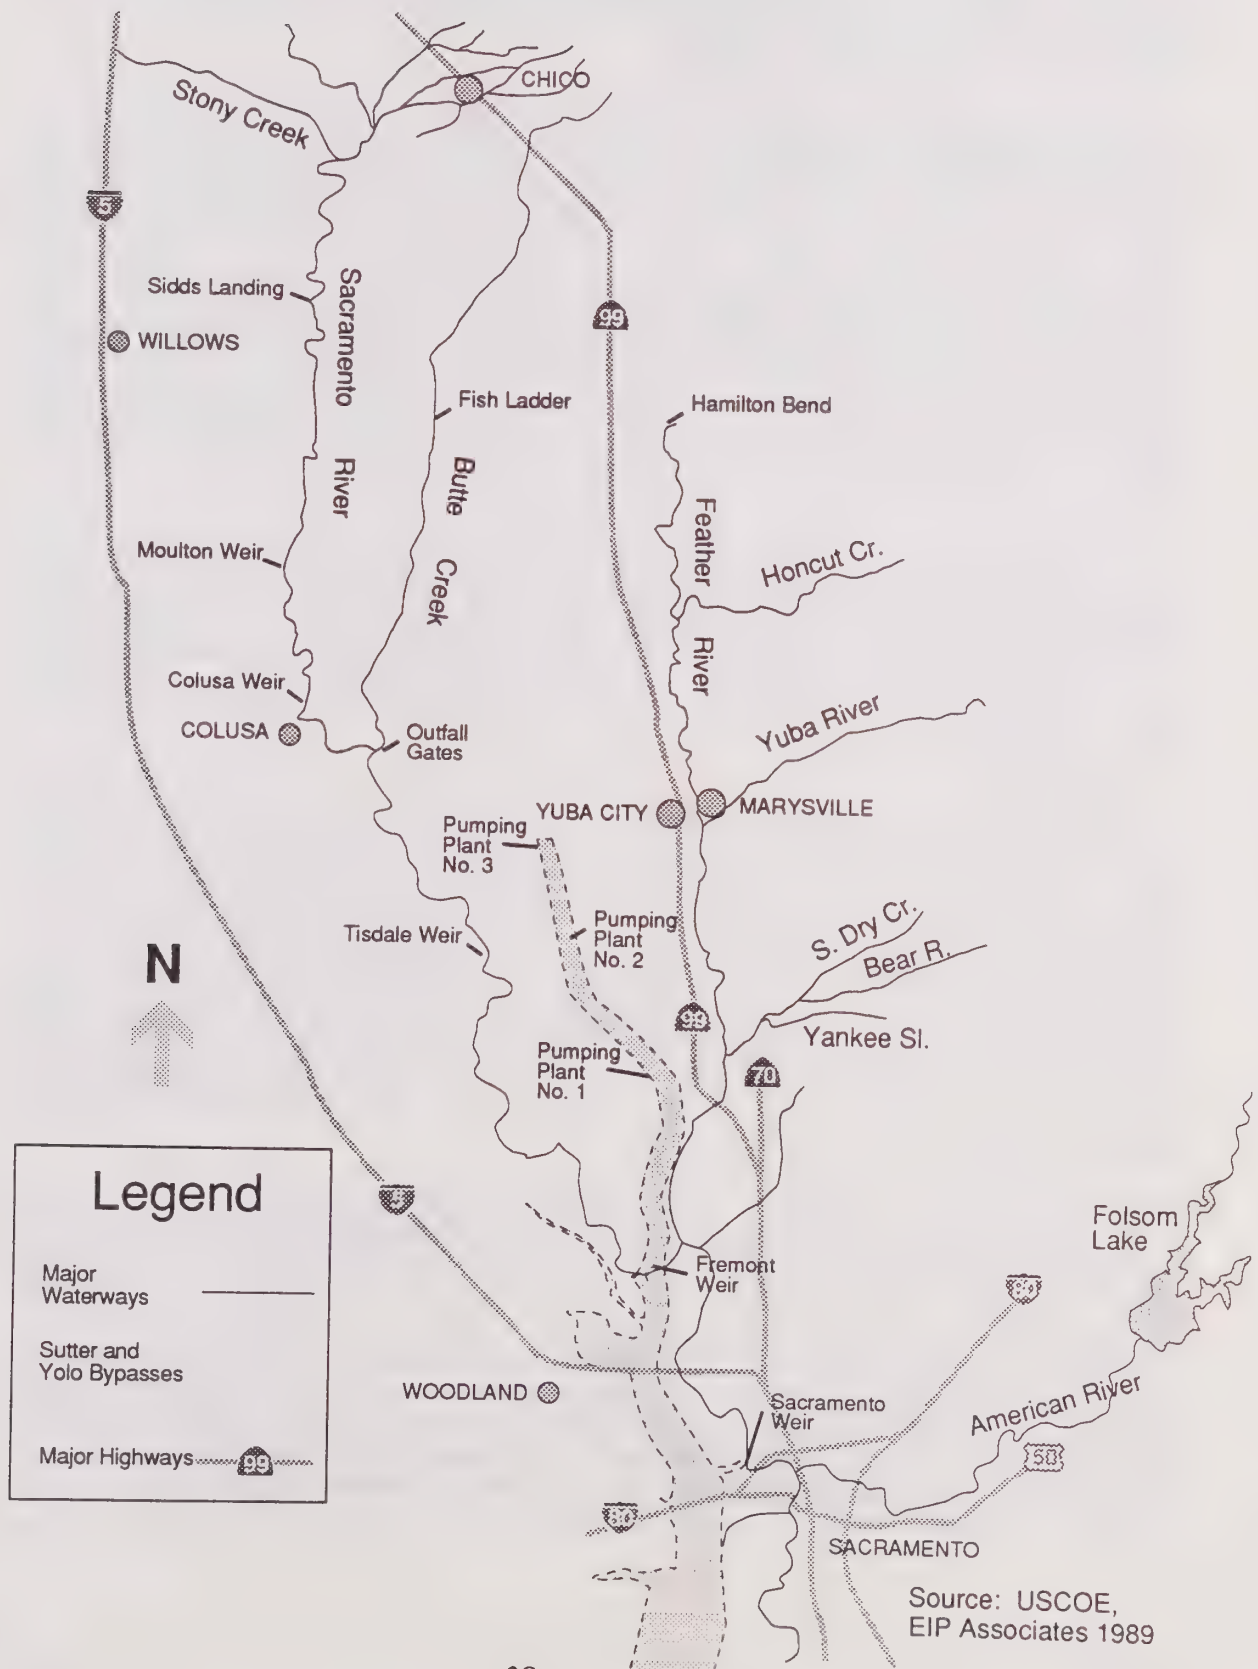 CHICO
Stony Creek
5
Sidds Landing
Sacramento
River
WILLOWS
99
Fish Ladder
Hamilton Bend
Butte
Creek
Feather
River
Honcut Cr.
Moulton Weir
Colusa Weir
COLUSA
Outfall
Gates
Yuba River
YUBA CITY
MARYSVILLE
Pumping
Plant
No. 3
Tisdale Weir
Pumping
Plant
No. 2
S. Dry Cr.
Bear R.
Yankee Sl.
N
99
70
Pumping
Plant
No. 1
5
Folsom
Lake
Fremont
Weir
WOODLAND
Sacramento
Weir
American River
50
SACRAMENTO
Legend
Major
Waterways
Sutter and
Yolo Bypasses
Major Highways
99
Source: USCOE,
EIP Associates 1989